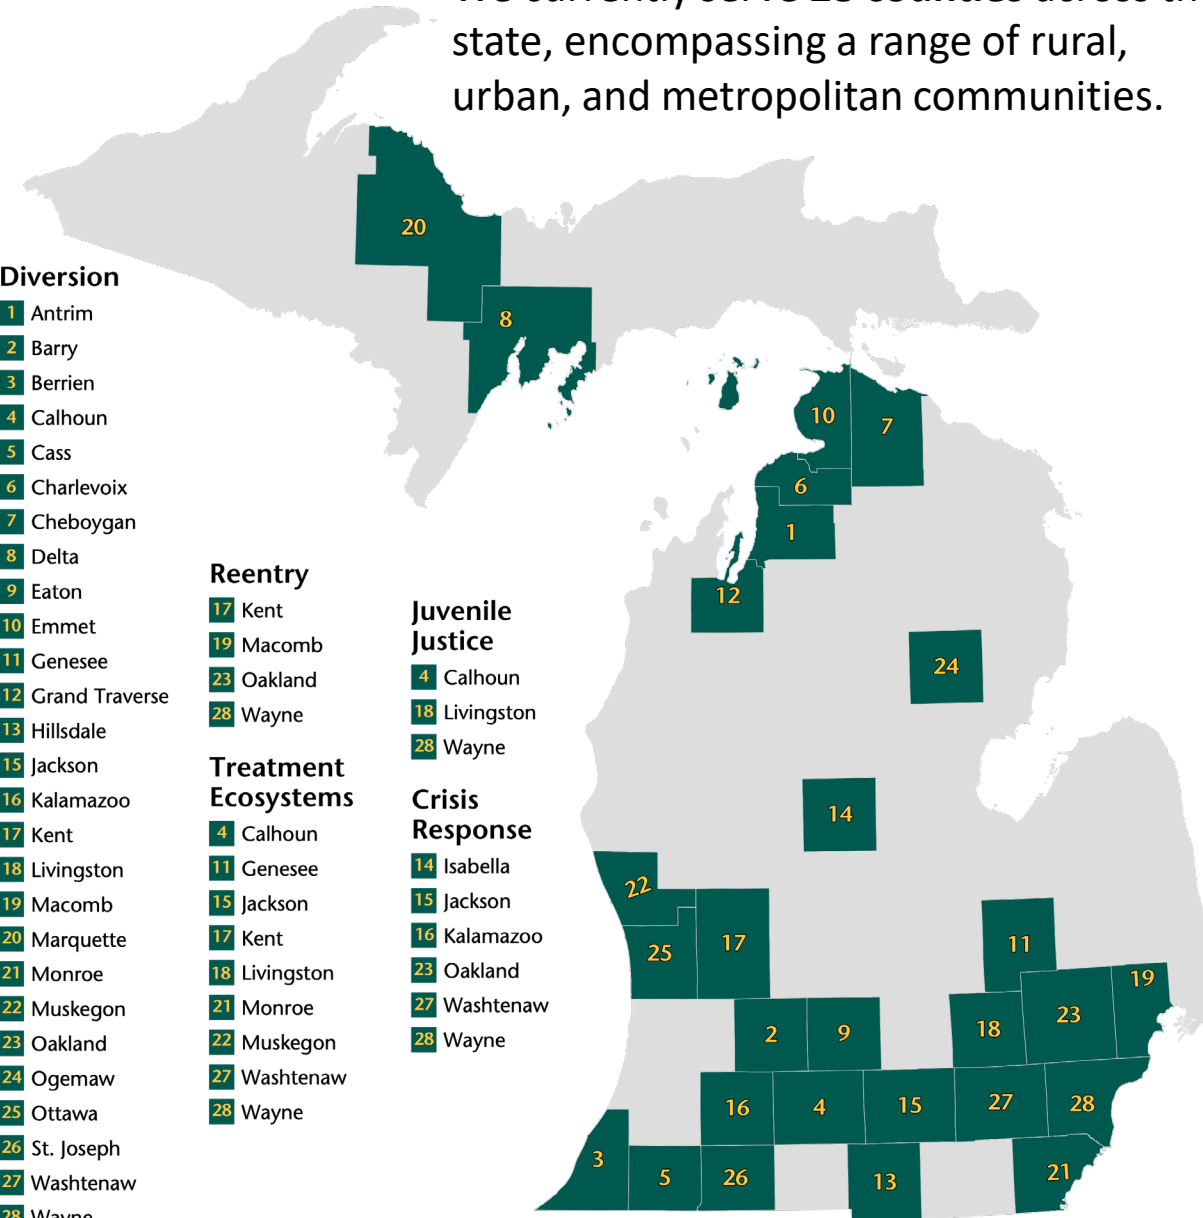 state, encompassing a range of rural,
urban, and metropolitan communities.
Diversion
1 Antrim
2 Barry
3 Berrien
4 Calhoun
5 Cass
6 Charlevoix
7 Cheboygan
8 Delta
9 Eaton
10 Emmet
11 Genesee
12 Grand Traverse
13 Hillsdale
15 Jackson
16 Kalamazoo
17 Kent
18 Livingston
19 Macomb
20 Marquette
21 Monroe
22 Muskegon
23 Oakland
24 Ogemaw
25 Ottawa
26 St. Joseph
27 Washtenaw
28 Wayne
Reentry
17 Kent
19 Macomb
23 Oakland
28 Wayne
Treatment
Ecosystems
4 Calhoun
11 Genesee
15 Jackson
17 Kent
18 Livingston
21 Monroe
22 Muskegon
27 Washtenaw
28 Wayne
Juvenile
Justice
4 Calhoun
18 Livingston
28 Wayne
Crisis
Response
14 Isabella
15 Jackson
16 Kalamazoo
23 Oakland
27 Washtenaw
28 Wayne
20
8
10
7
6
1
12
24
14
22
25
17
11
19
23
18
2
9
16
4
15
27
28
3
5
26
13
21